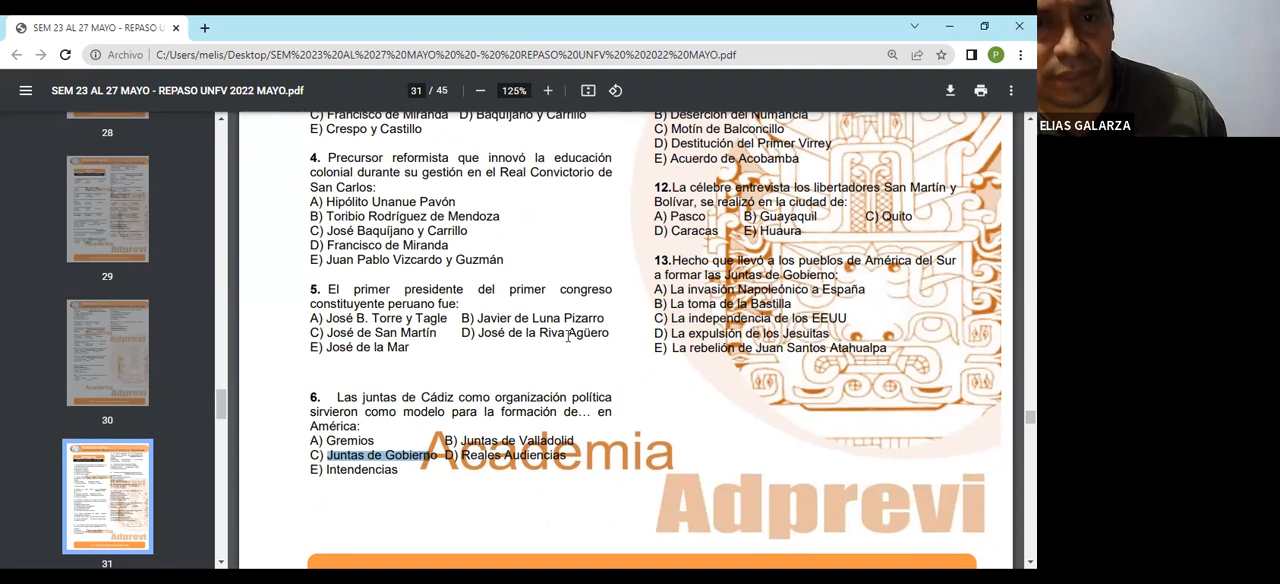 SEM 23 AL 27 MAYO - REPASO U
Archivo C:/Users/melis/Desktop/SEM%2023%20AL%2027%20MAYO%20%20-%20%20REPASO%20UNFV%20%202022%20MAYO.pdf
P
SEM 23 AL 27 MAYO - REPASO UNFV 2022 MAYO.pdf
31 / 45
125%
28
29
30
31
C) Francisco de Miranda D) Baquíjano y Carrillo
E) Crespo y Castillo
4. Precursor reformista que innovó la educación
colonial durante su gestión en el Real Convictorio de
San Carlos:
A) Hipólito Unanue Pavón
B) Toribio Rodríguez de Mendoza
C) José Baquíjano y Carrillo
D) Francisco de Miranda
E) Juan Pablo Vizcardo y Guzmán
5. El primer presidente del primer congreso
constituyente peruano fue:
A) José B. Torre y Tagle B) Javier de Luna Pizarro
C) José de San Martín D) José de la Riva Agüero
E) José de la Mar
6. Las juntas de Cádiz como organización política
sirvieron como modelo para la formación de… en
América:
A) Gremios B) Juntas de Valladolid
C) Juntas de Gobierno D) Reales Audiencias
E) Intendencias
B) Deserción del Numancia
C) Motín de Balconcillo
D) Destitución del Primer Virrey
E) Acuerdo de Acobamba
12.La célebre entrevista los libertadores San Martín y
Bolívar, se realizó en la ciudad de:
A) Pasco B) Guayaquil C) Quito
D) Caracas E) Huaura
13.Hecho que llevó a los pueblos de América del Sur
a formar las Juntas de Gobierno:
A) La invasión Napoleónico a España
B) La toma de la Bastilla
C) La independencia de los EEUU
D) La expulsión de los Jesuitas
E) La rebelión de Juan Santos Atahualpa
Academia
Adprevi
ELIAS GALARZA